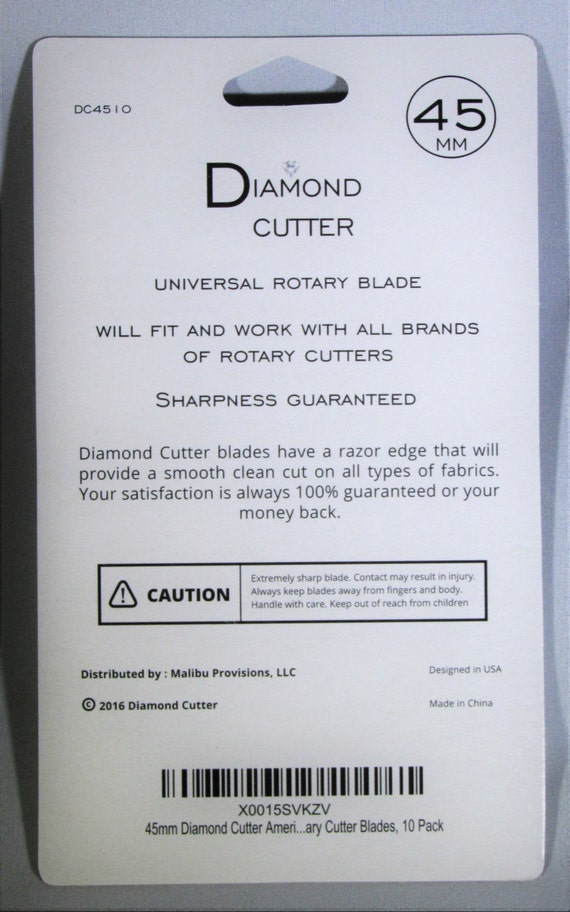 DC4510
45
MM
DIAMOND
CUTTER
UNIVERSAL ROTARY BLADE
WILL FIT AND WORK WITH ALL BRANDS
OF ROTARY CUTTERS
SHARPNESS GUARANTEED
Diamond Cutter blades have a razor edge that will
provide a smooth clean cut on all types of fabrics.
Your satisfaction is always 100% guaranteed or your
money back.
CAUTION
Extremely sharp blade. Contact may result in injury.
Always keep blades away from fingers and body.
Handle with care. Keep out of reach from children
Distributed by : Malibu Provisions, LLC
Designed in USA
© 2016 Diamond Cutter
Made in China
X0015SVKZV
45mm Diamond Cutter Ameri...ary Cutter Blades, 10 Pack